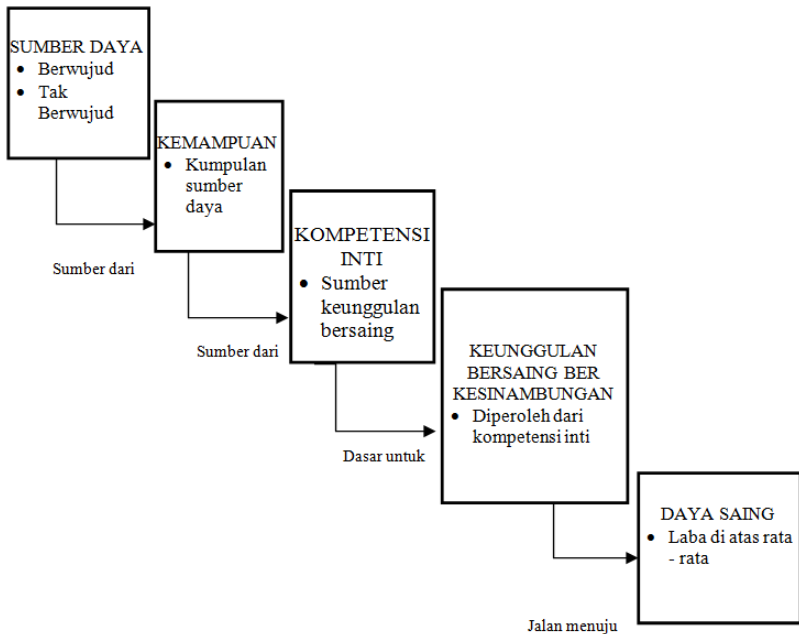 SUMBER DAYA
• Berwujud
• Tak
Berwujud
KEMAMPUAN
• Kumpulan
sumber
daya
Sumber dari
KOMPETENSI
INTI
• Sumber
keunggulan
bersaing
Sumber dari
KEUNGGULAN
BERSAING BER
KESINAMBUNGAN
• Diperoleh dari
kompetensi inti
Dasar untuk
DAYA SAING
• Laba di atas rata
- rata
Jalan menuju